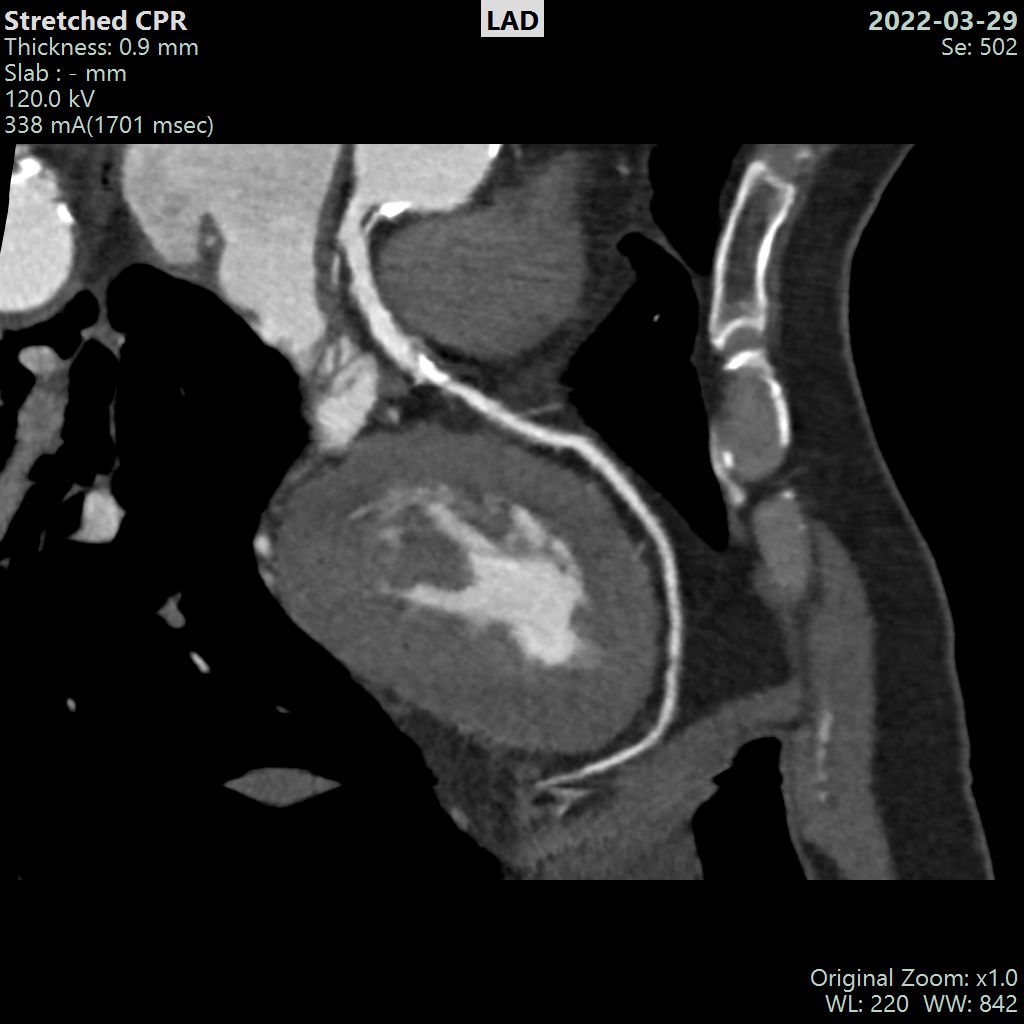 Stretched CPR
Thickness: 0.9 mm
Slab : - mm
120.0 kV
338 mA(1701 msec)
LAD
2022-03-29
Se: 502
Original Zoom: x1.0
WL: 220 WW: 842